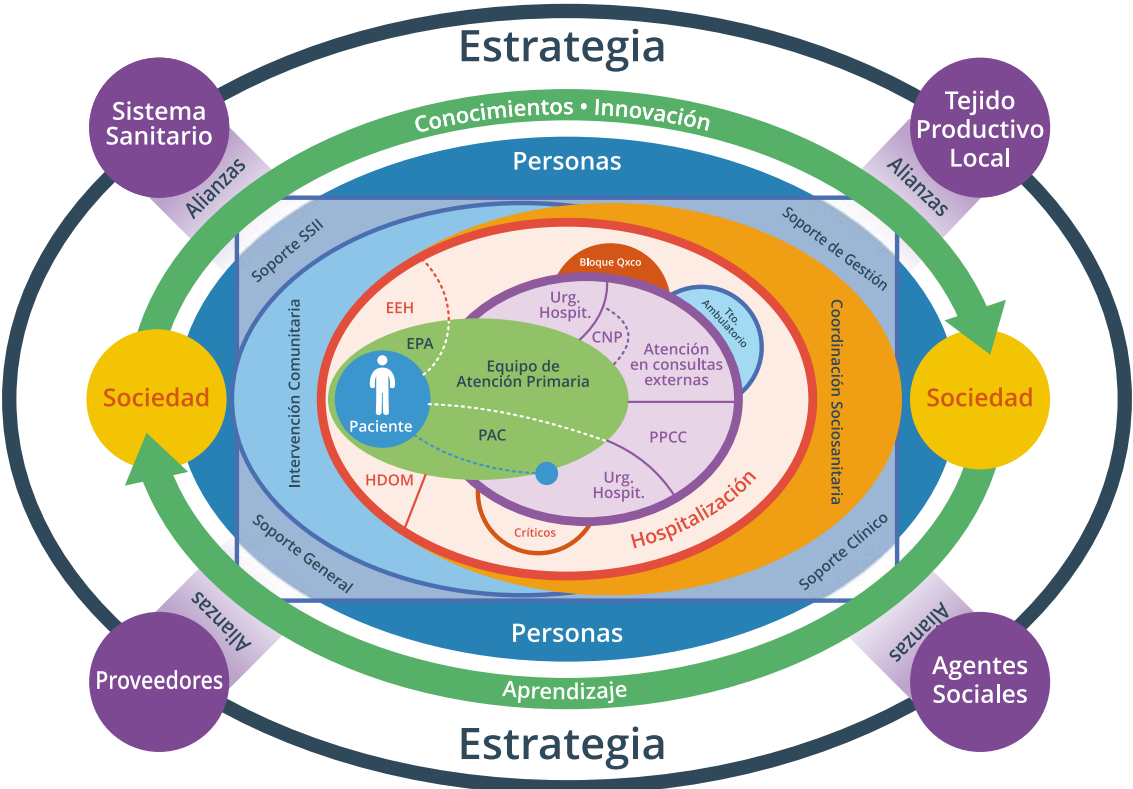 Estrategia
Sistema
Sanitario
Tejido
Productivo
Local
Conocimientos • Innovación
Alianzas
Alianzas
Personas
Soporte SSII
Soporte de Gestión
Bloque Qxco
Tto.
Ambulatorio
Urg.
Hospit.
EEH
CNP
EPA
Atención
en consultas
externas
Equipo de
Atención Primaria
Intervención Comunitaria
Coordinación Sociosanitaria
Sociedad
Sociedad
Paciente
PAC
PPCC
HDOM
Urg.
Hospit.
Críticos
Hospitalización
Soporte General
Soporte Clínico
Personas
Alianzas
Alianzas
Proveedores
Agentes
Sociales
Aprendizaje
Estrategia